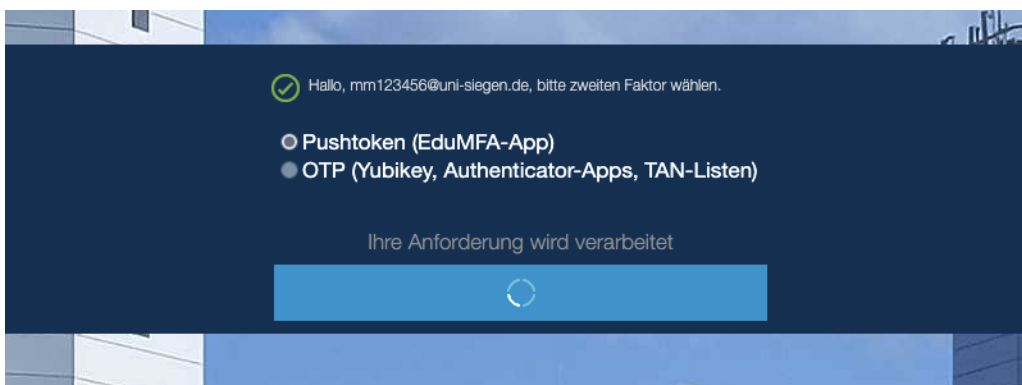 Hallo, mm123456@uni-siegen.de, bitte zweiten Faktor wählen.
Pushtoken (EduMFA-App)
OTP (Yubikey, Authenticator-Apps, TAN-Listen)
Ihre Anforderung wird verarbeitet